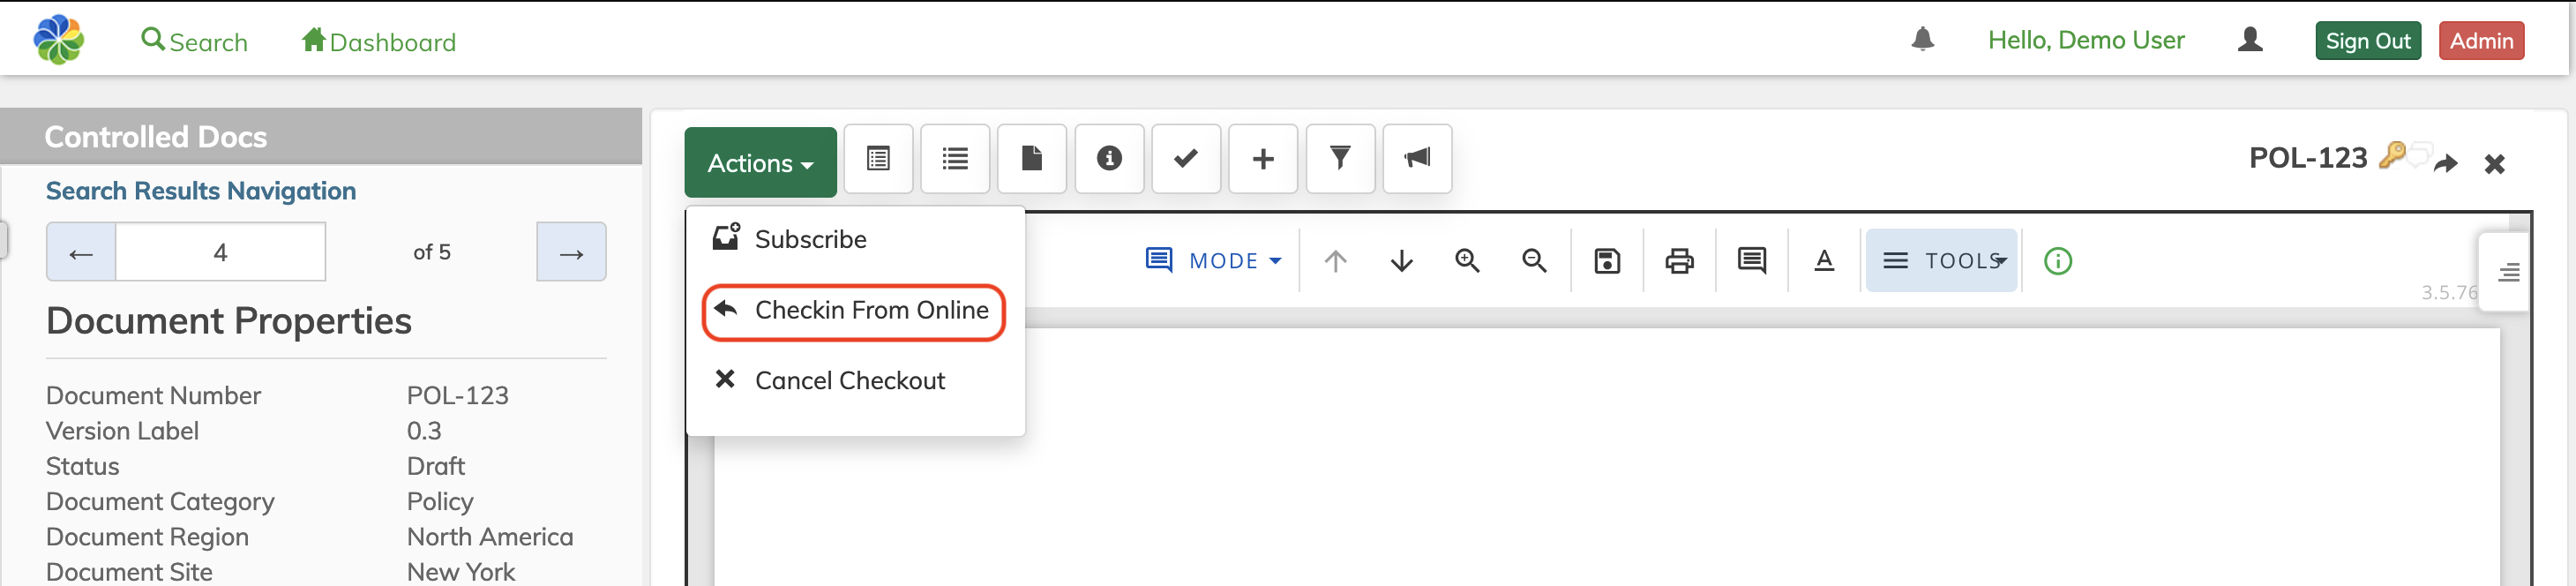 Search
Dashboard
Hello, Demo User
Sign Out
Admin
Controlled Docs
Search Results Navigation
←
4
of 5
→
Document Properties
Document Number POL-123
Version Label 0.3
Status Draft
Document Category Policy
Document Region North America
Document Site New York
Actions
POL-123
Subscribe
Checkin From Online
Cancel Checkout
MODE
A
TOOLS
3.5.76